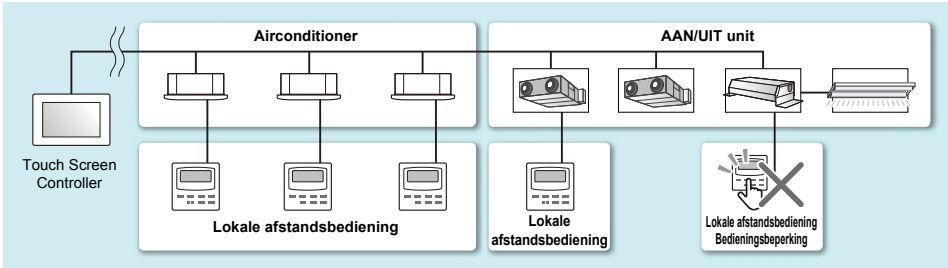 Airconditioner
AAN/UIT unit
Touch Screen
Controller
Lokale afstandsbediening
Lokale
afstandsbediening
Lokale afstandsbediening
Bedieningsbeperking